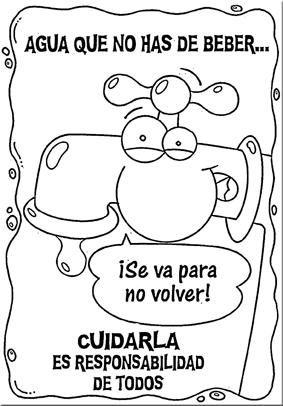 AGUA QUE NO HAS DE BEBER...
¡Se va para
no volver!
CUIDARLA
ES RESPONSABILIDAD
DE TODOS